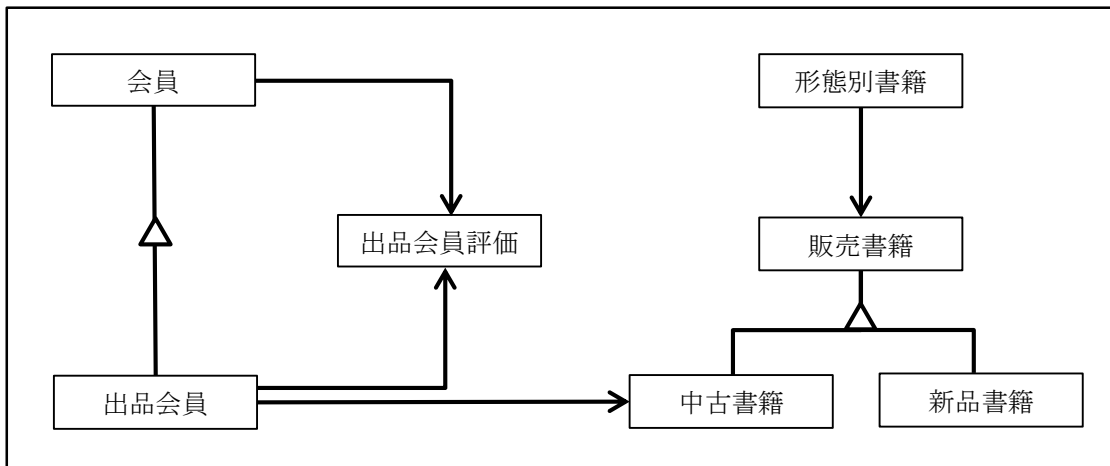 会員
形態別書籍
出品会員評価
販売書籍
出品会員
中古書籍
新品書籍